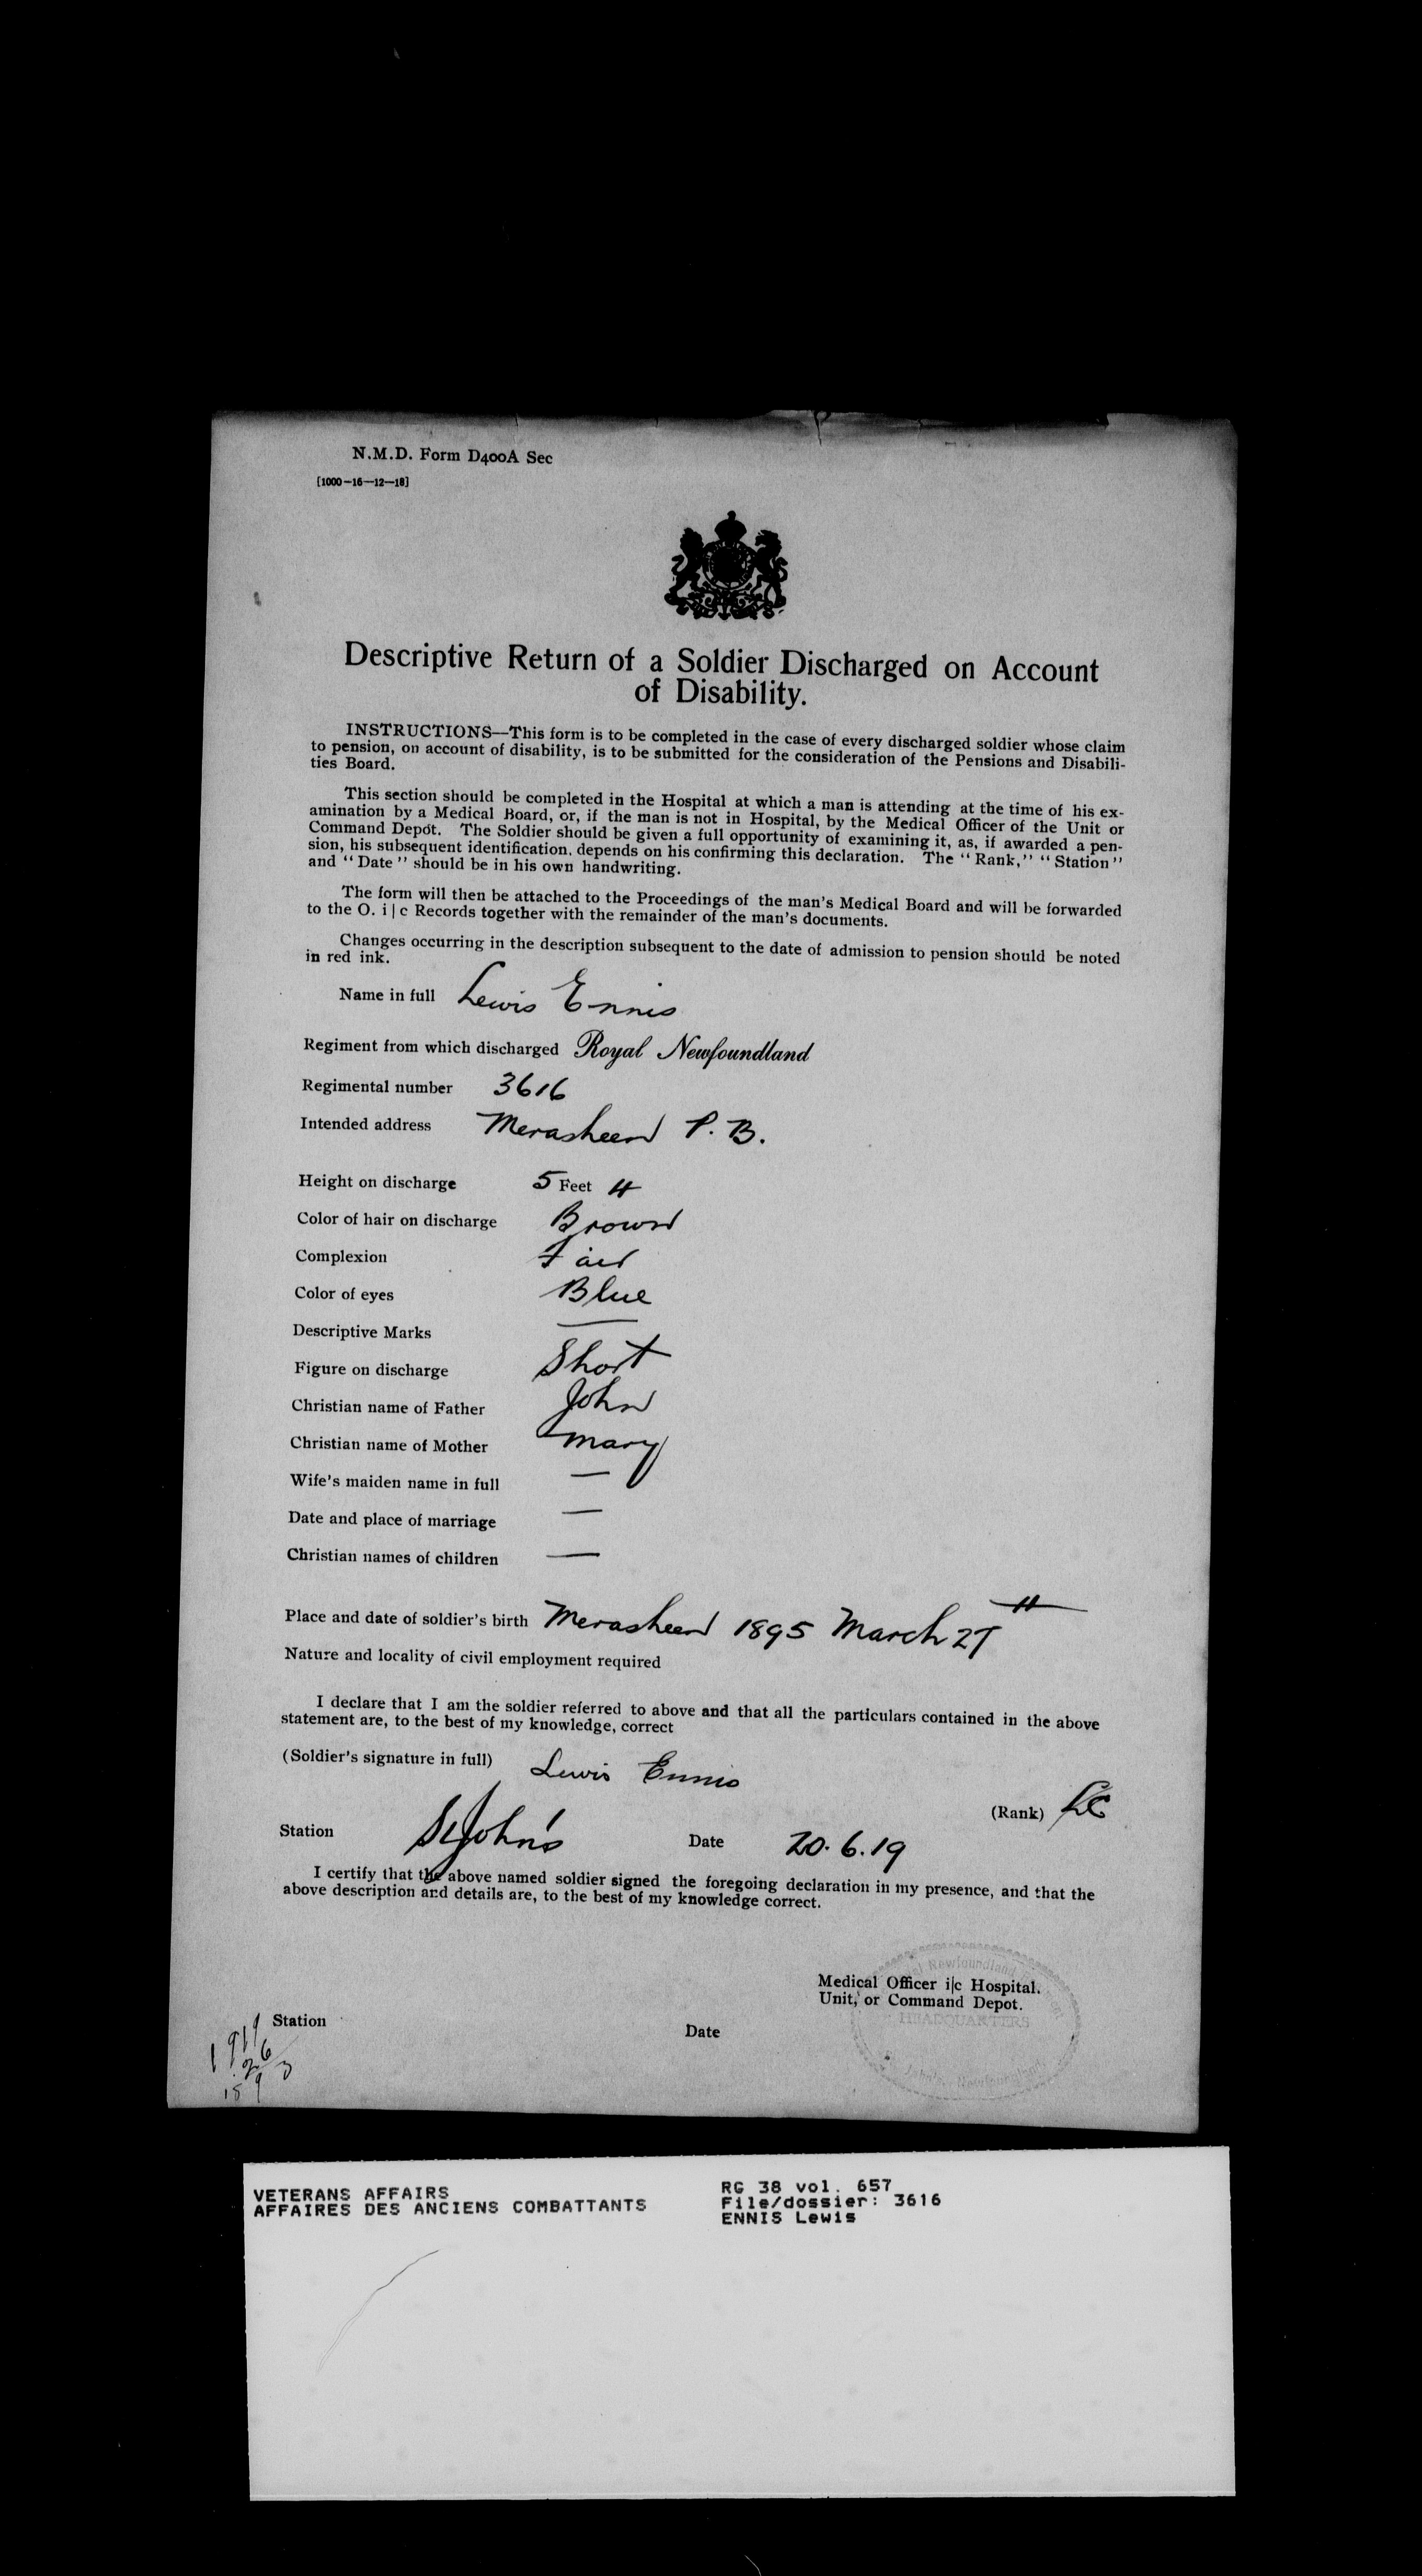 N.M.D. Form D400A Sec
[1000—16—12—18]
Descriptive Return of a Soldier Discharged on Account
of Disability.
INSTRUCTIONS—This form is to be completed in the case of every discharged soldier whose claim
to pension, on account of disability, is to be submitted for the consideration of the Pensions and Disabili-
ties Board.
This section should be completed in the Hospital at which a man is attending at the time of his ex-
amination by a Medical Board, or, if the man is not in Hospital, by the Medical Officer of the Unit or
Command Depót. The Soldier should be given a full opportunity of examining it, as, if awarded a pen-
sion, his subsequent identification, depends on his confirming this declaration. The "Rank," "Station"
and "Date" should be in his own handwriting.
The form will then be attached to the Proceedings of the man's Medical Board and will be forwarded
to the O. i | c Records together with the remainder of the man's documents.
Changes occurring in the description subsequent to the date of admission to pension should be noted
in red ink.
Name in full Lewis Ennis
Regiment from which discharged Royal Newfoundland
Regimental number 3616
Intended address Merasheen P. B.
Height on discharge 5 Feet 4
Color of hair on discharge Brown
Complexion Fair
Color of eyes Blue
Descriptive Marks —
Figure on discharge Short
Christian name of Father John
Christian name of Mother Mary
Wife's maiden name in full —
Date and place of marriage —
Christian names of children —
Place and date of soldier's birth Merasheen 1895 March 27th
Nature and locality of civil employment required
I declare that I am the soldier referred to above and that all the particulars contained in the above
statement are, to the best of my knowledge, correct
(Soldier's signature in full) Lewis Ennis
(Rank) LC
Station St John's Date 20.6.19
I certify that the above named soldier signed the foregoing declaration in my presence, and that the
above description and details are, to the best of my knowledge correct.
Medical Officer i|c Hospital.
Unit, or Command Depot.
HEADQUARTERS
Station Date
VETERANS AFFAIRS
AFFAIRES DES ANCIENS COMBATTANTS
RG 38 vol. 657
File/dossier: 3616
ENNIS Lewis